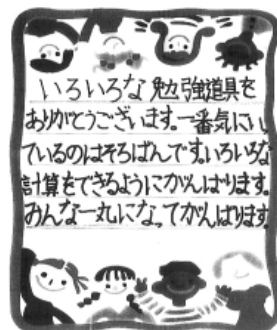 いろいろな勉強道具を
ありがとうございます。一番気にい
ているのはそろばんです。いろいろな
計算をできるようにがんばります。
みんな一丸になってがんばります。